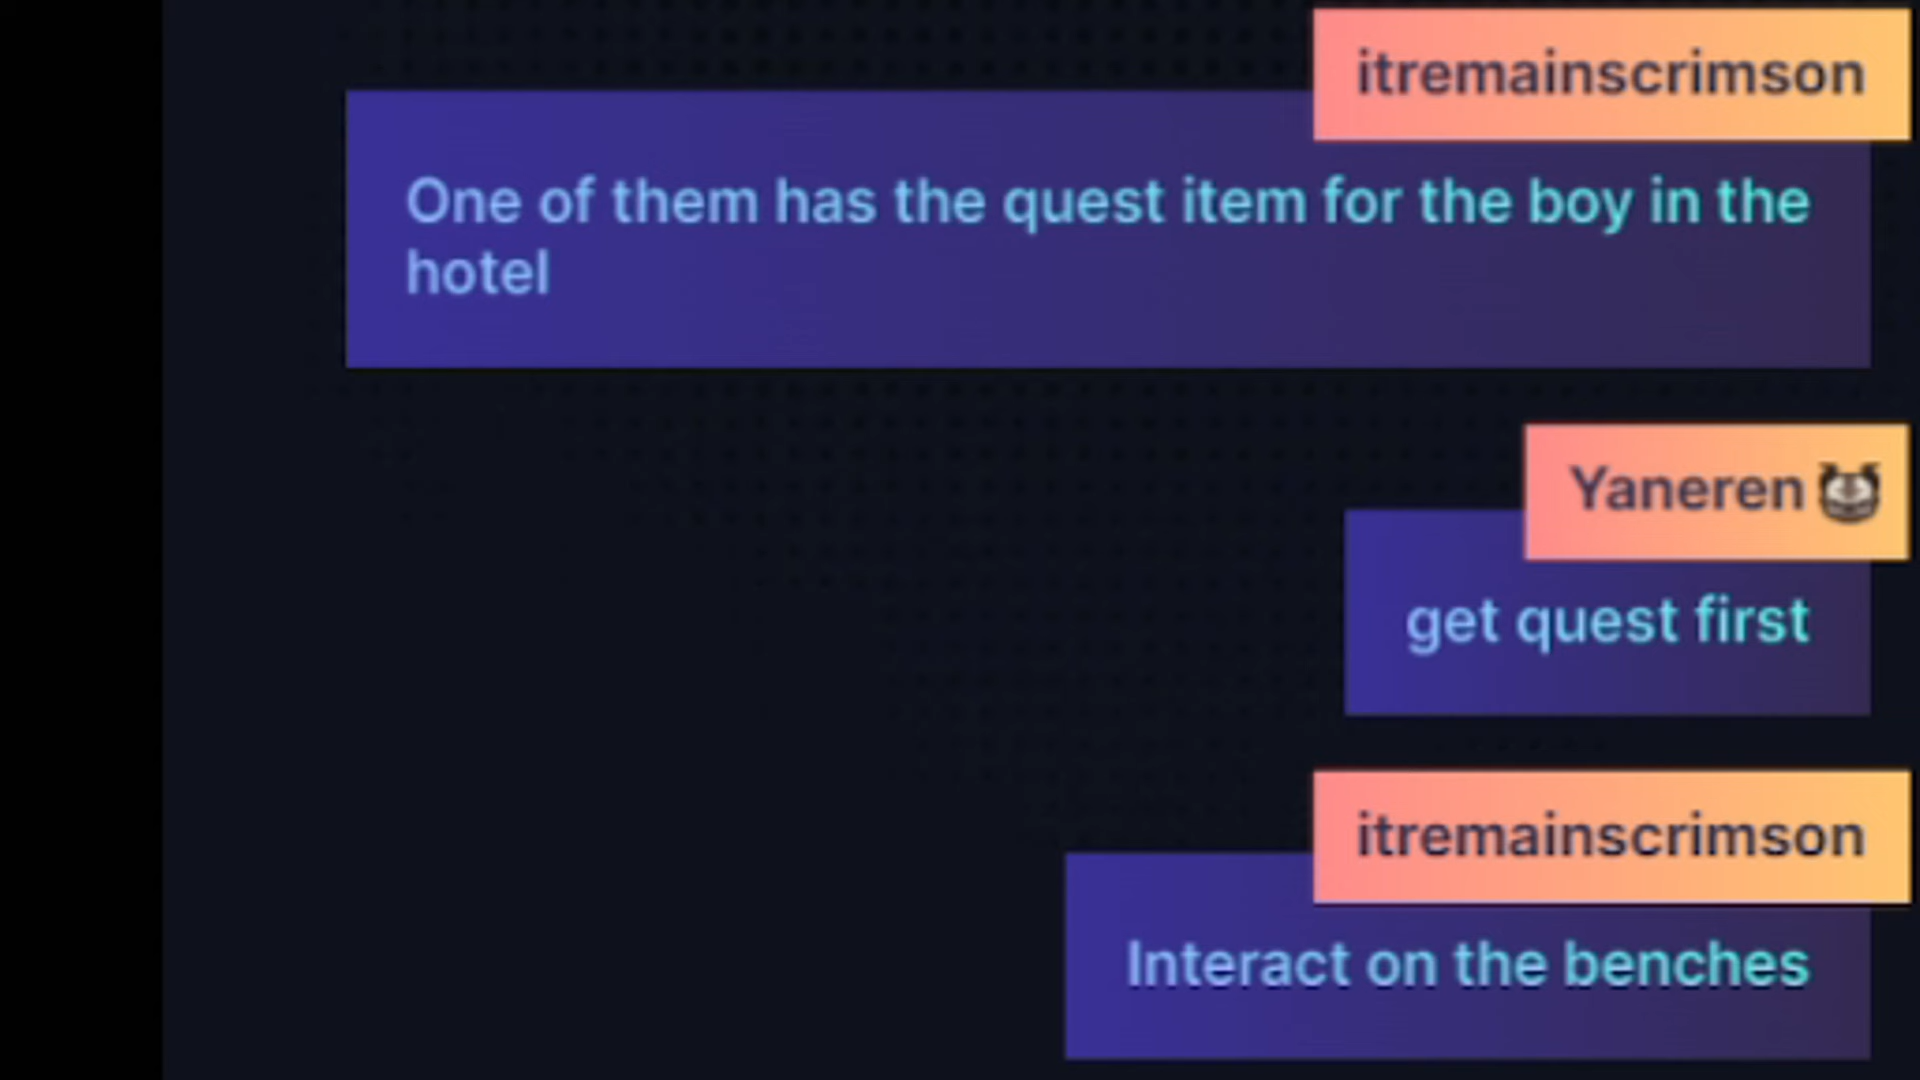 itremainscrimson
One of them has the quest item for the boy in the
hotel
Yaneren
get quest first
itremainscrimson
Interact on the benches